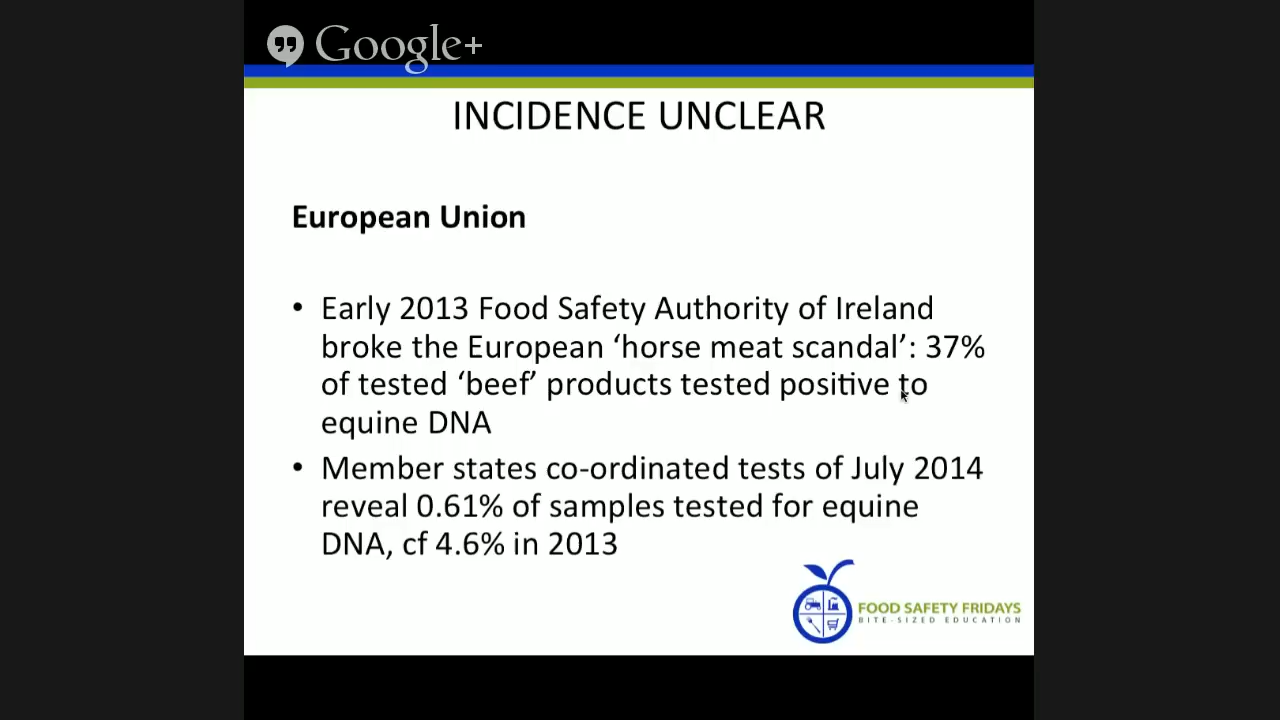 Google+
INCIDENCE UNCLEAR
European Union
• Early 2013 Food Safety Authority of Ireland
broke the European ‘horse meat scandal’: 37%
of tested ‘beef’ products tested positive to
equine DNA
• Member states co-ordinated tests of July 2014
reveal 0.61% of samples tested for equine
DNA, cf 4.6% in 2013
FOOD SAFETY FRIDAYS
BITE-SIZED EDUCATION